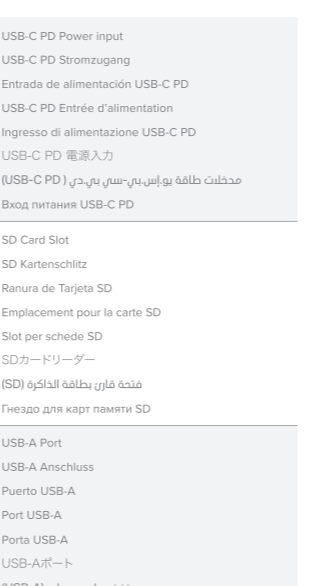 USB-C PD Power input
USB-C PD Stromzugang
Entrada de alimentación USB-C PD
USB-C PD Entrée d'alimentation
Ingresso di alimentazione USB-C PD
USB-C PD 電源入力
مدخلات طاقة يو.إس.بي-سي بي.دي ( USB-C PD)
Вход питания USB-C PD
SD Card Slot
SD Kartenschlitz
Ranura de Tarjeta SD
Emplacement pour la carte SD
Slot per schede SD
SDカードリーダー
فتحة قارئ بطاقة الذاكرة (SD)
Гнездо для карт памяти SD
USB-A Port
USB-A Anschluss
Puerto USB-A
Port USB-A
Porta USB-A
USB-Aポート
(USB-A)